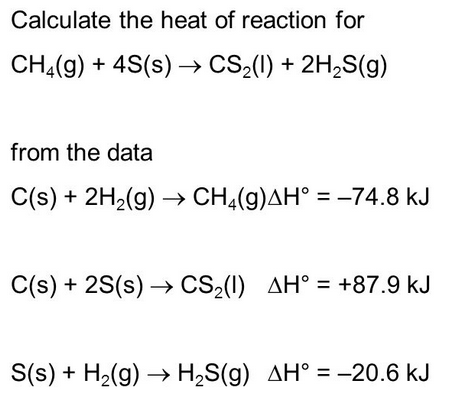 Calculate the heat of reaction for
CH₄(g) + 4S(s) → CS₂(l) + 2H₂S(g)
from the data
C(s) + 2H₂(g) → CH₄(g)ΔH° = –74.8 kJ
C(s) + 2S(s) → CS₂(l) ΔH° = +87.9 kJ
S(s) + H₂(g) → H₂S(g) ΔH° = –20.6 kJ